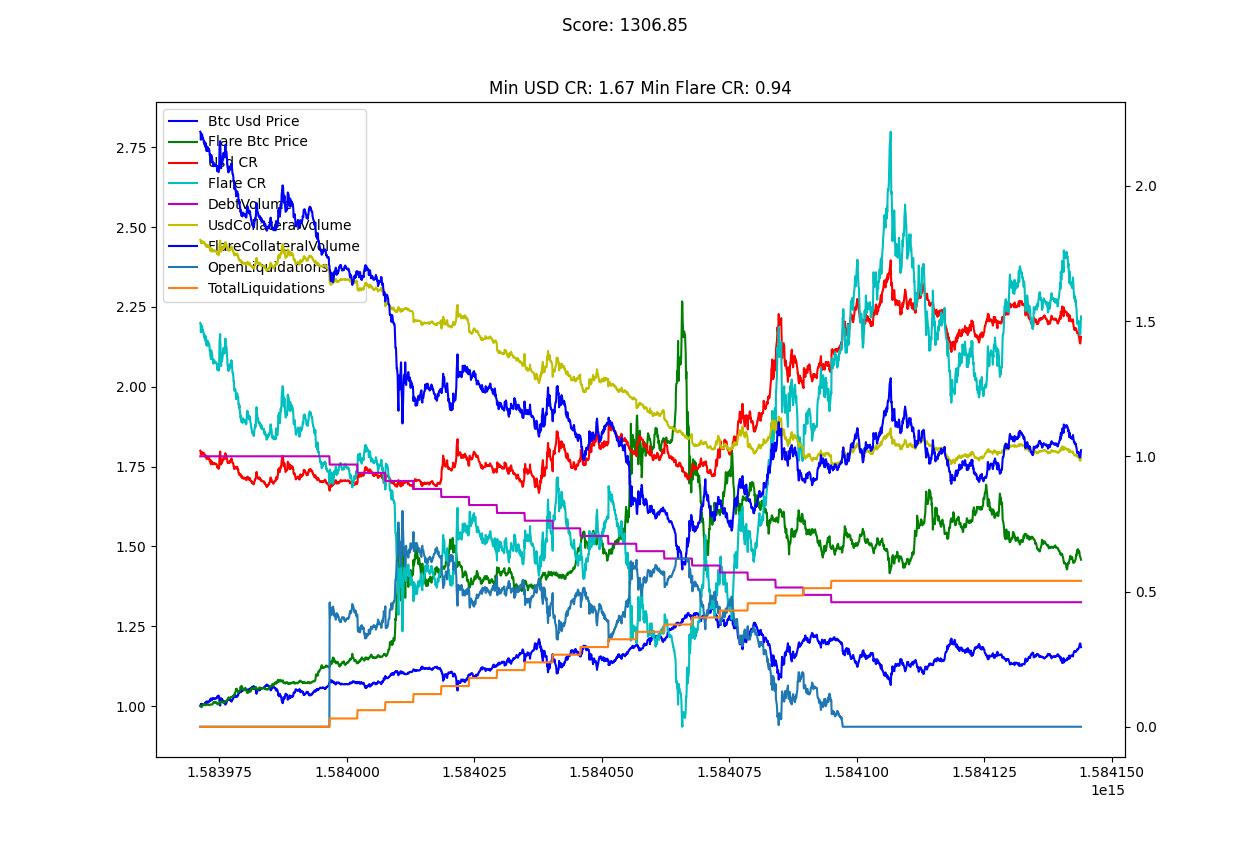 Score: 1306.85
Min USD CR: 1.67 Min Flare CR: 0.94
Btc Usd Price
Flare Btc Price
Usd CR
Flare CR
DebtVolume
UsdCollateralVolume
FlareCollateralVolume
OpenLiquidations
TotalLiquidations
2.75
2.50
2.25
2.00
1.75
1.50
1.25
1.00
2.0
1.5
1.0
0.5
0.0
1.583975
1.584000
1.584025
1.584050
1.584075
1.584100
1.584125
1.584150
1e15